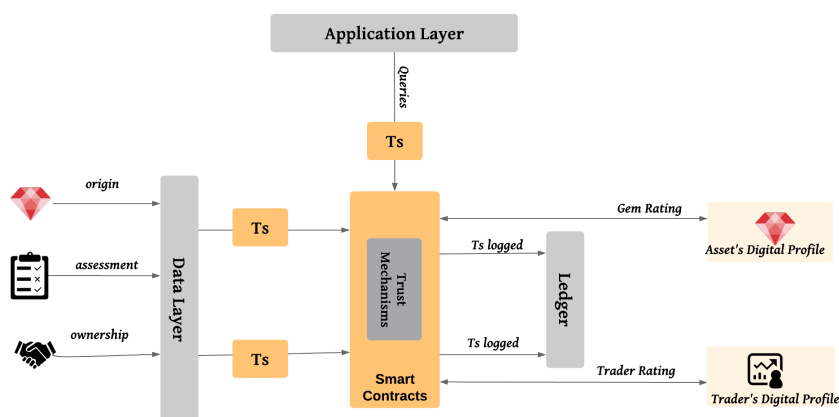 Application Layer
Queries
Ts
origin
assessment
ownership
Data Layer
Ts
Ts
Trust
Mechanisms
Smart
Contracts
Ts logged
Ts logged
Ledger
Gem Rating
Asset's Digital Profile
Trader Rating
Trader's Digital Profile